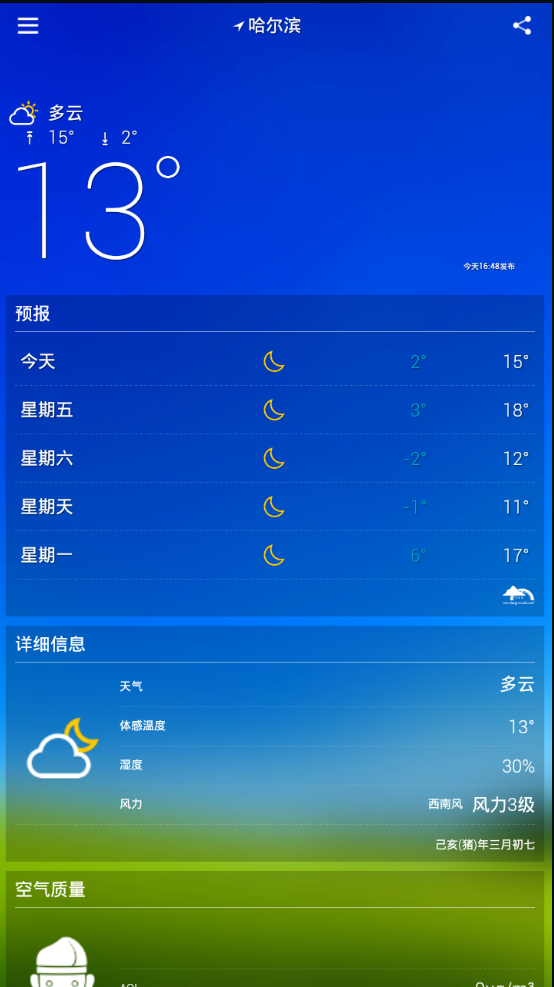 哈尔滨
多云
15° 2°
13°
今天16:48发布
预报
今天 2° 15°
星期五 3° 18°
星期六 -2° 12°
星期天 -1° 11°
星期一 6° 17°
详细信息
天气 多云
体感温度 13°
湿度 30%
风力 西南风 风力3级
己亥(猪)年三月初七
空气质量